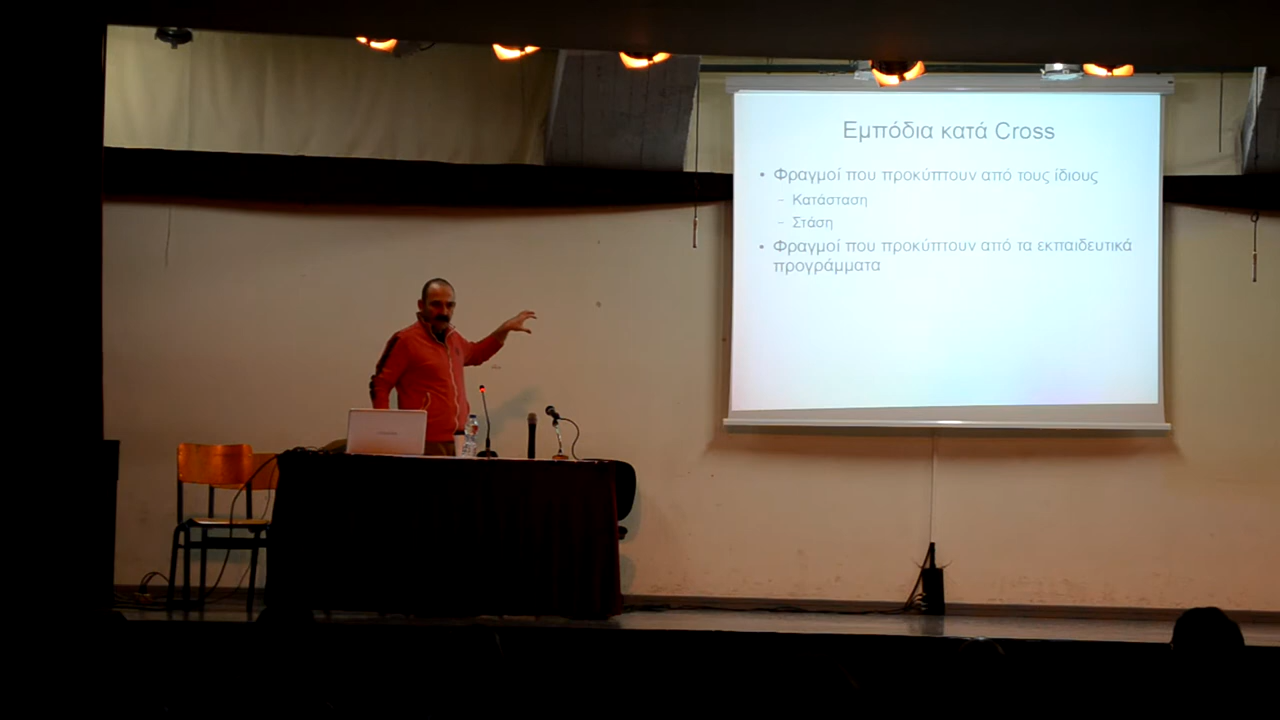 Εμπόδια κατά Cross
• Φραγμοί που προκύπτουν από τους ίδιους
– Κατάσταση
– Στάση
• Φραγμοί που προκύπτουν από τα εκπαιδευτικά
προγράμματα